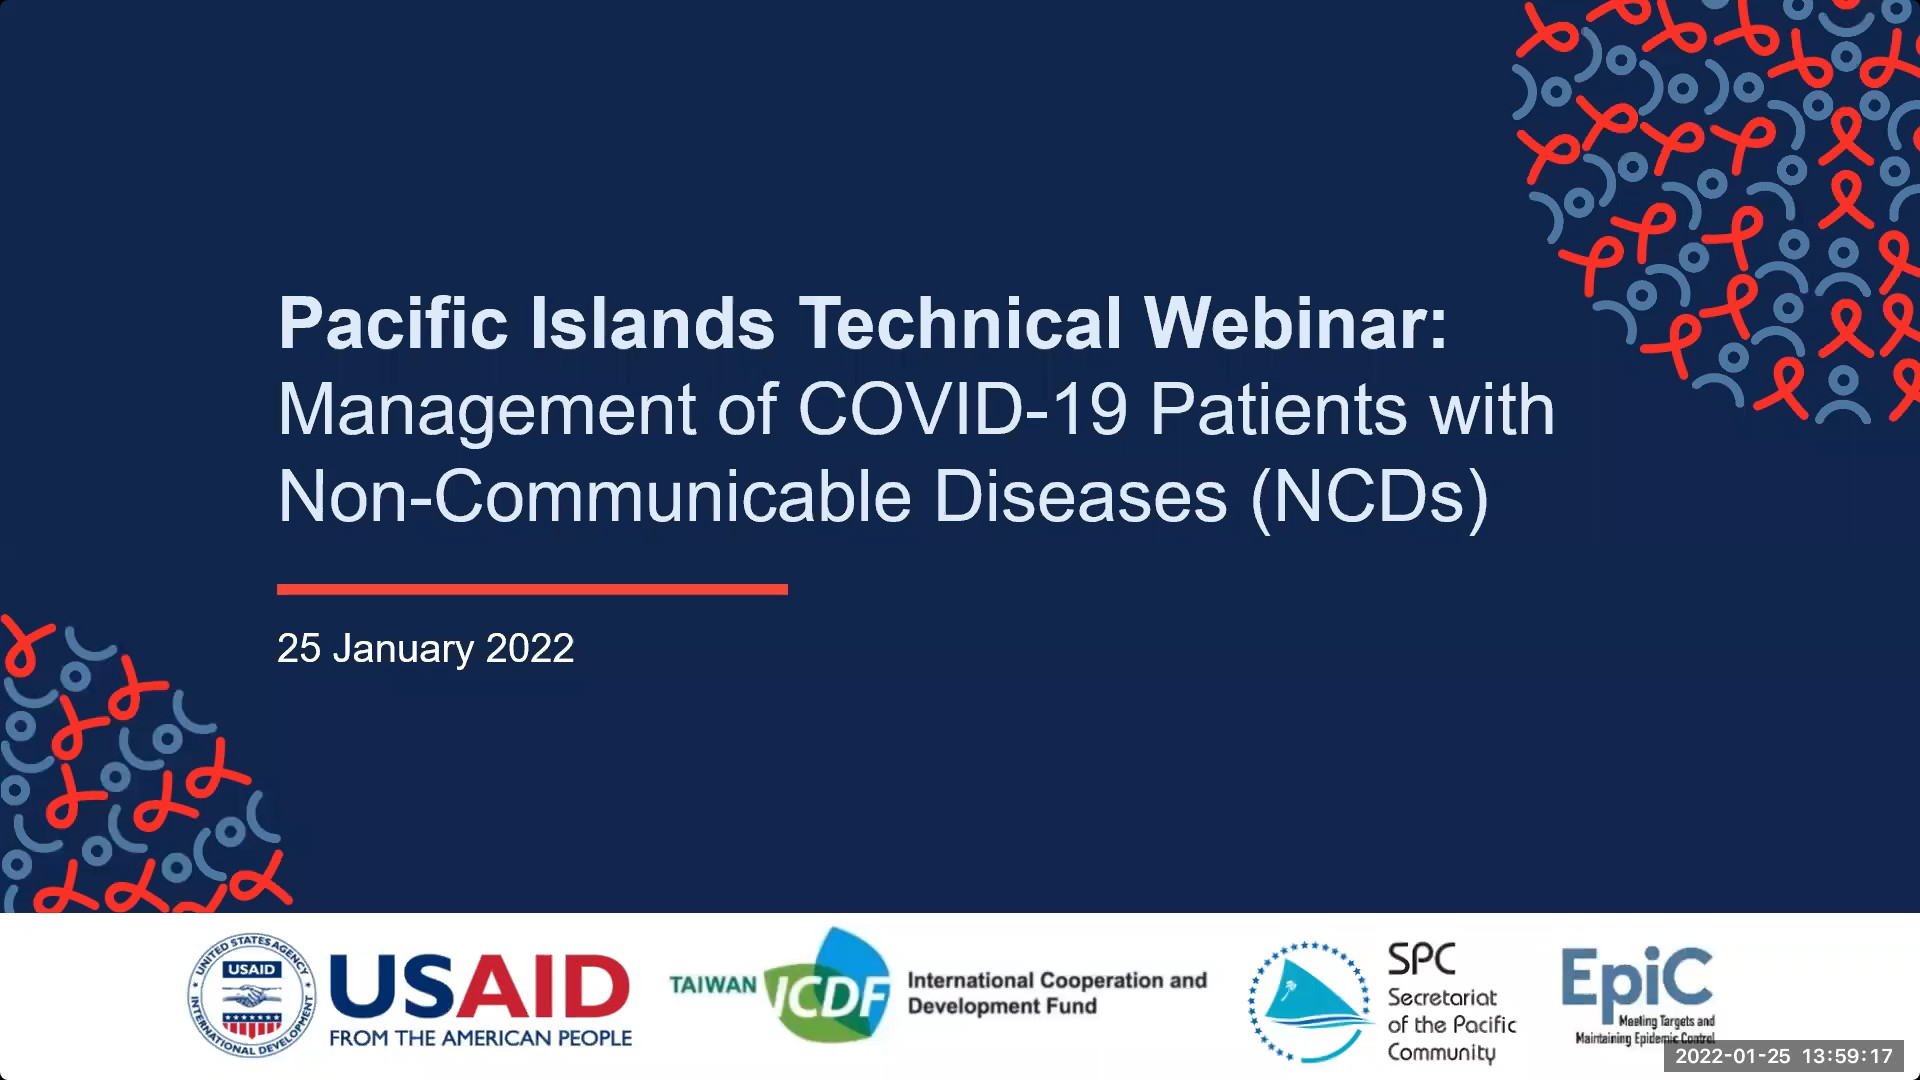 Pacific Islands Technical Webinar:
Management of COVID-19 Patients with
Non-Communicable Diseases (NCDs)
25 January 2022
UNITED STATES AGENCY
USAID
INTERNATIONAL DEVELOPMENT
USAID
FROM THE AMERICAN PEOPLE
TAIWAN ICDF
International Cooperation and
Development Fund
SPC
Secretariat
of the Pacific
Community
EpiC
Meeting Targets and
Maintaining Epidemic Control
2022-01-25 13:59:17